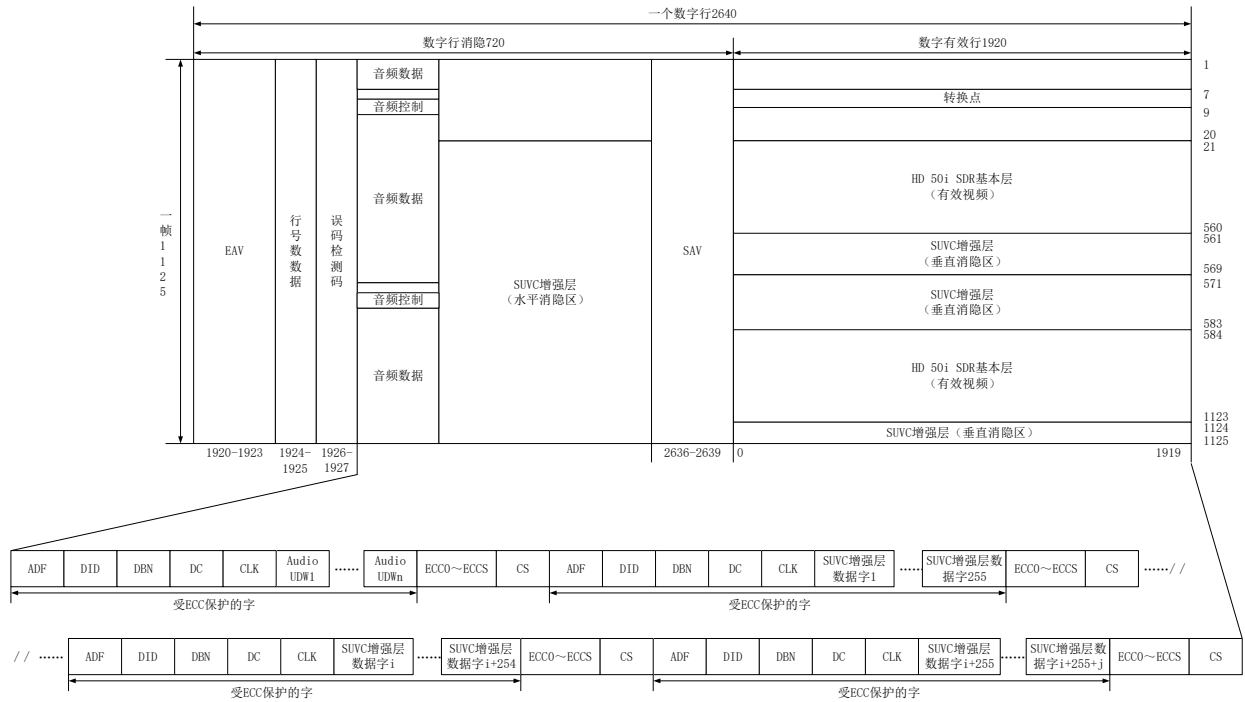 一个数字行2640
数字行消隐720
数字有效行1920
一帧1125
EAV
行号数数据
误码检测码
音频数据
音频控制
音频数据
音频控制
音频数据
SUVC增强层
(水平消隐区)
SAV
转换点
HD 50i SDR基本层
(有效视频)
SUVC增强层
(垂直消隐区)
SUVC增强层
(垂直消隐区)
HD 50i SDR基本层
(有效视频)
SUVC增强层(垂直消隐区)
1
7
9
20
21
560
561
569
571
583
584
1123
1124
1125
1920-1923
1924-
1925
1926-
1927
2636-2639
0
1919
ADF DID DBN DC CLK Audio UDW1 …… Audio UDWn ECC0~ECCS CS ADF DID DBN DC CLK SUVC增强层数据字1 …… SUVC增强层数据字255 ECC0~ECCS CS ……//
受ECC保护的字 受ECC保护的字
// …… ADF DID DBN DC CLK SUVC增强层数据字i …… SUVC增强层数据字i+254 ECC0~ECCS CS ADF DID DBN DC CLK SUVC增强层数据字i+255 …… SUVC增强层数据字i+255+j ECC0~ECCS CS
受ECC保护的字 受ECC保护的字